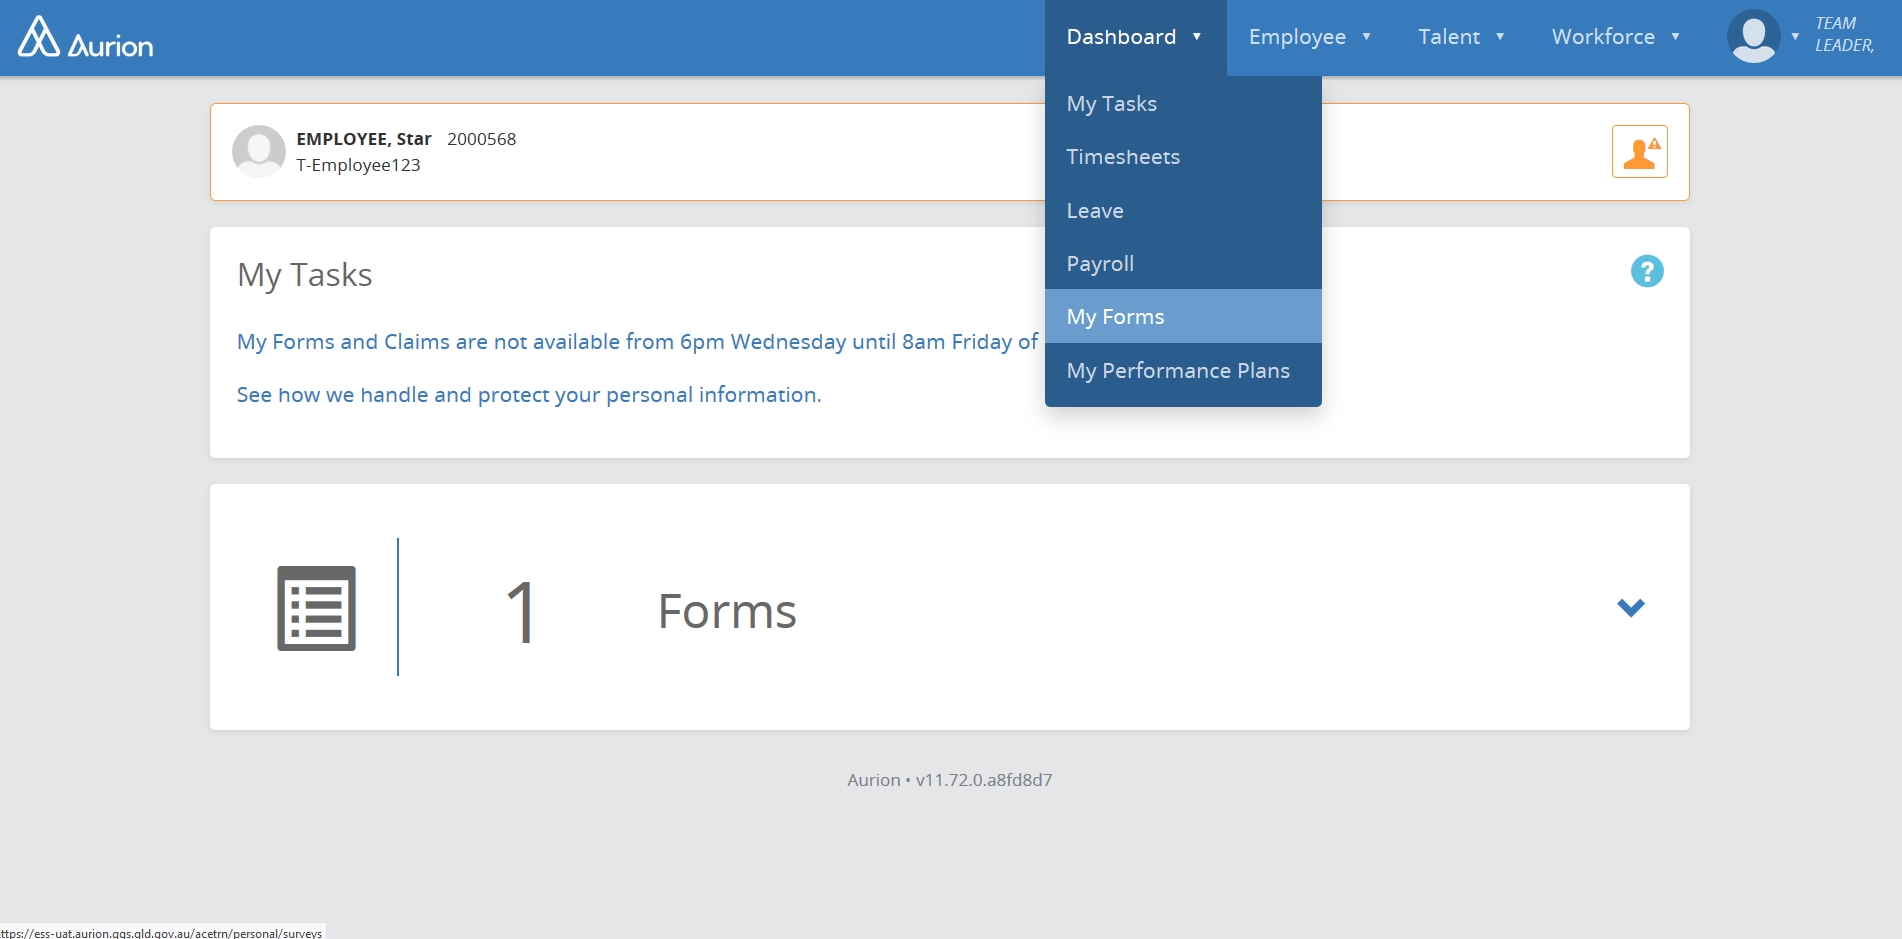 Aurion
Dashboard ▼ Employee ▼ Talent ▼ Workforce ▼ ▼ TEAM
LEADER,
My Tasks
Timesheets
Leave
Payroll
My Forms
My Performance Plans
EMPLOYEE, Star 2000568
T-Employee123
My Tasks
?
My Forms and Claims are not available from 6pm Wednesday until 8am Friday of
See how we handle and protect your personal information.
1 Forms
Aurion • v11.72.0.a8fd8d7
ttps://ess-uat.aurion.qgs.qld.gov.au/acetrn/personal/surveys